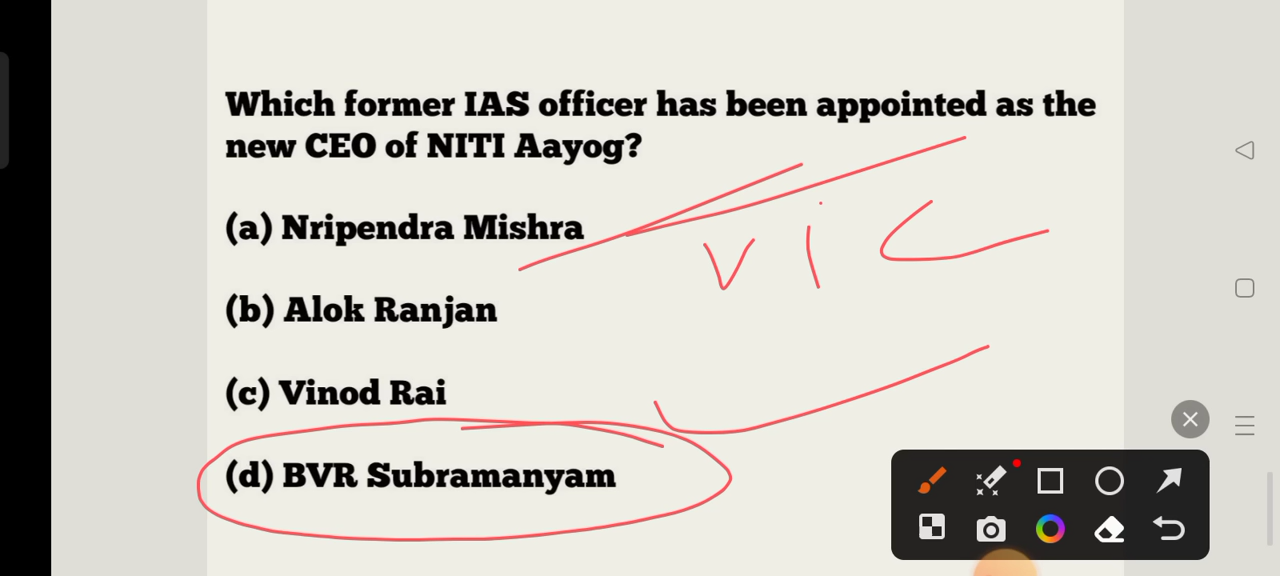 Which former IAS officer has been appointed as the
new CEO of NITI Aayog?
(a) Nripendra Mishra
vic
(b) Alok Ranjan
(c) Vinod Rai
(d) BVR Subramanyam